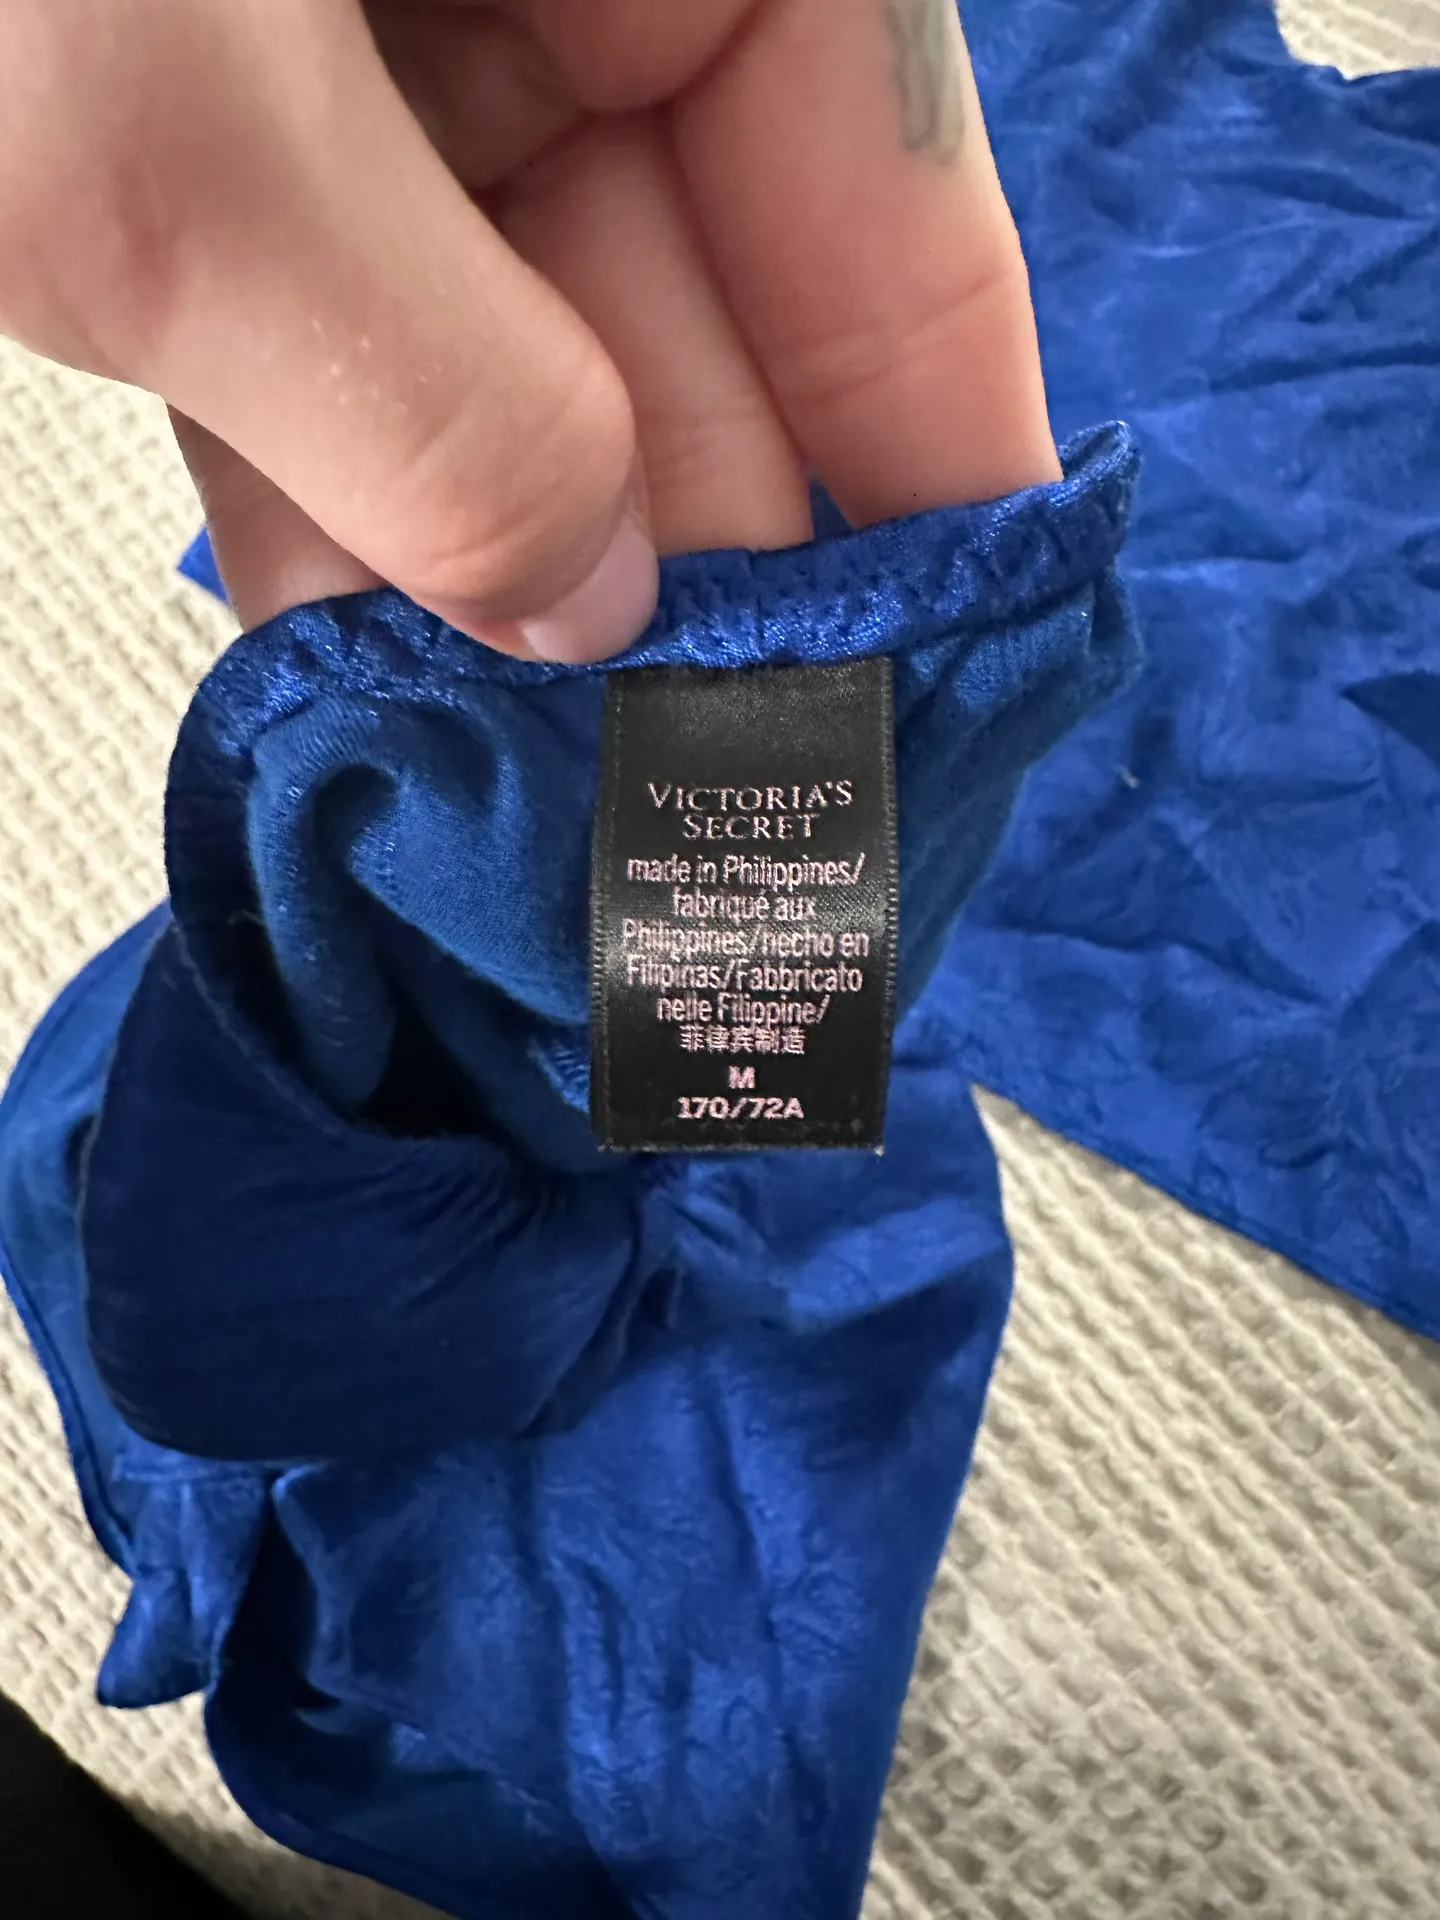 VICTORIA'S
SECRET
made in Philippines/
fabriqué aux
Philippines/hecho en
Filipinas/Fabbricato
nelle Filippine/
菲律宾制造
M
170/72A